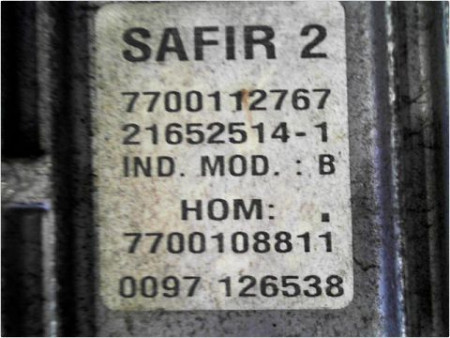 SAFIR 2
7700112767
21652514-1
IND. MOD. : B
HOM: .
7700108811
0097 126538